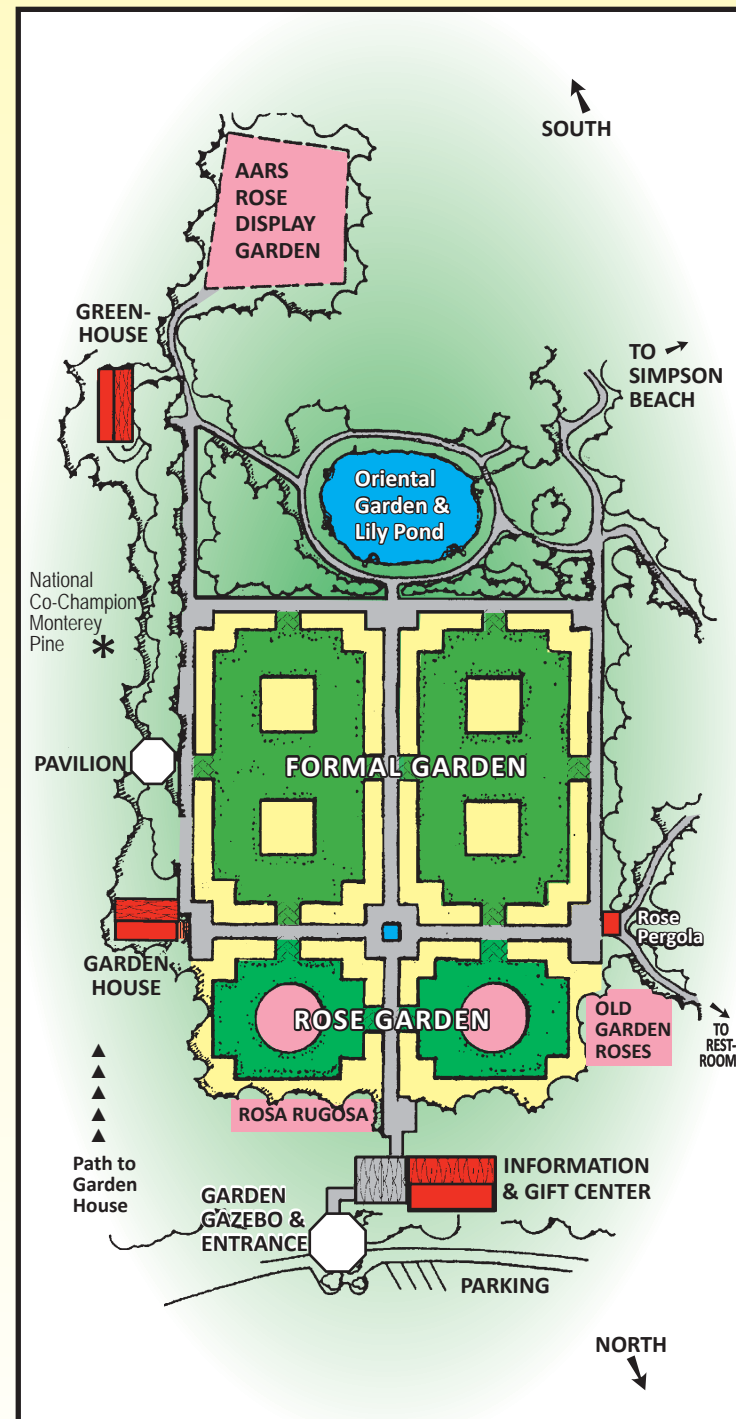 SOUTH
AARS
ROSE
DISPLAY
GARDEN
GREEN-
HOUSE
TO
SIMPSON
BEACH
Oriental
Garden &
Lily Pond
National
Co-Champion
Monterey
Pine *
PAVILION
FORMAL GARDEN
Rose
Pergola
GARDEN
HOUSE
OLD
GARDEN
ROSES
TO
REST-
ROOM
ROSE GARDEN
ROSA RUGOSA
Path to
Garden
House
INFORMATION
& GIFT CENTER
GARDEN
GAZEBO &
ENTRANCE
PARKING
NORTH